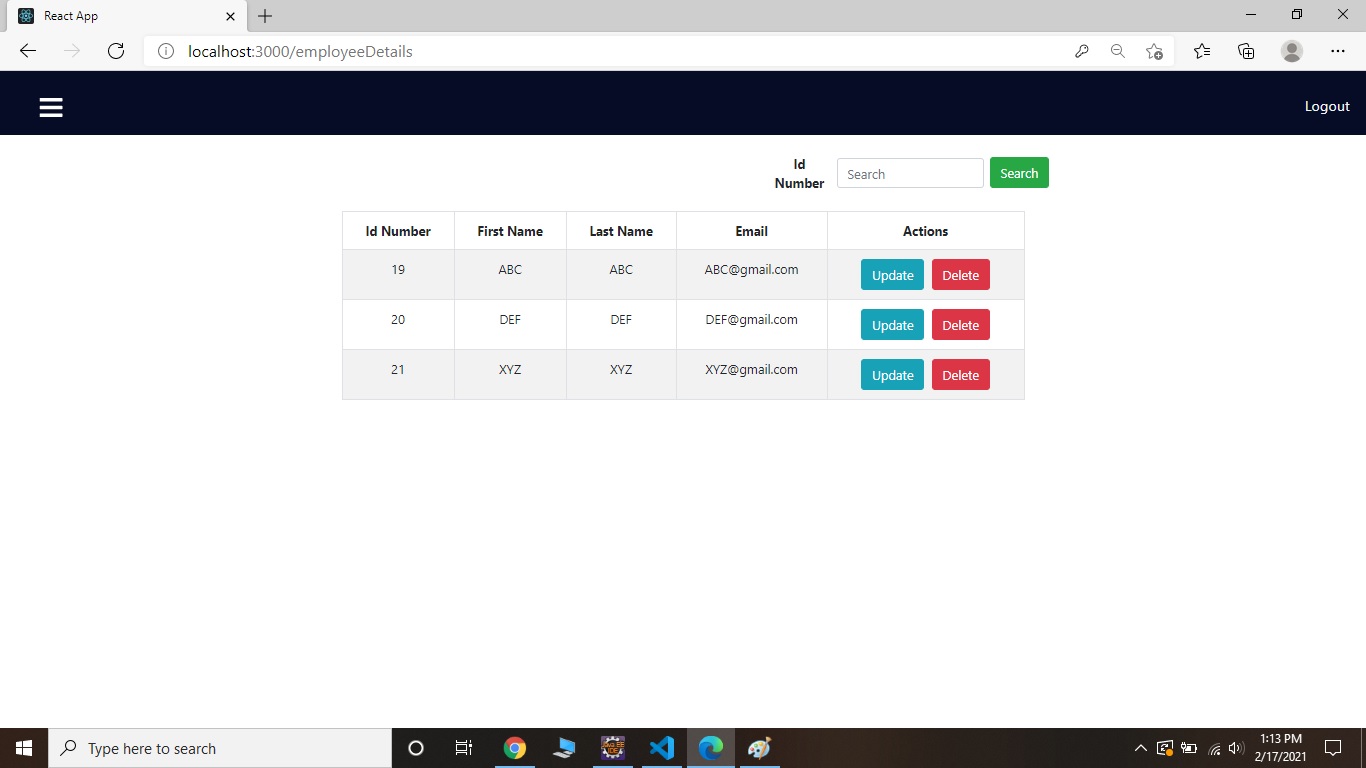 React App
localhost:3000/employeeDetails
Logout
Id
Number
Search
Search
Id Number First Name Last Name Email Actions
19 ABC ABC ABC@gmail.com Update Delete
20 DEF DEF DEF@gmail.com Update Delete
21 XYZ XYZ XYZ@gmail.com Update Delete
Type here to search
1:13 PM
2/17/2021